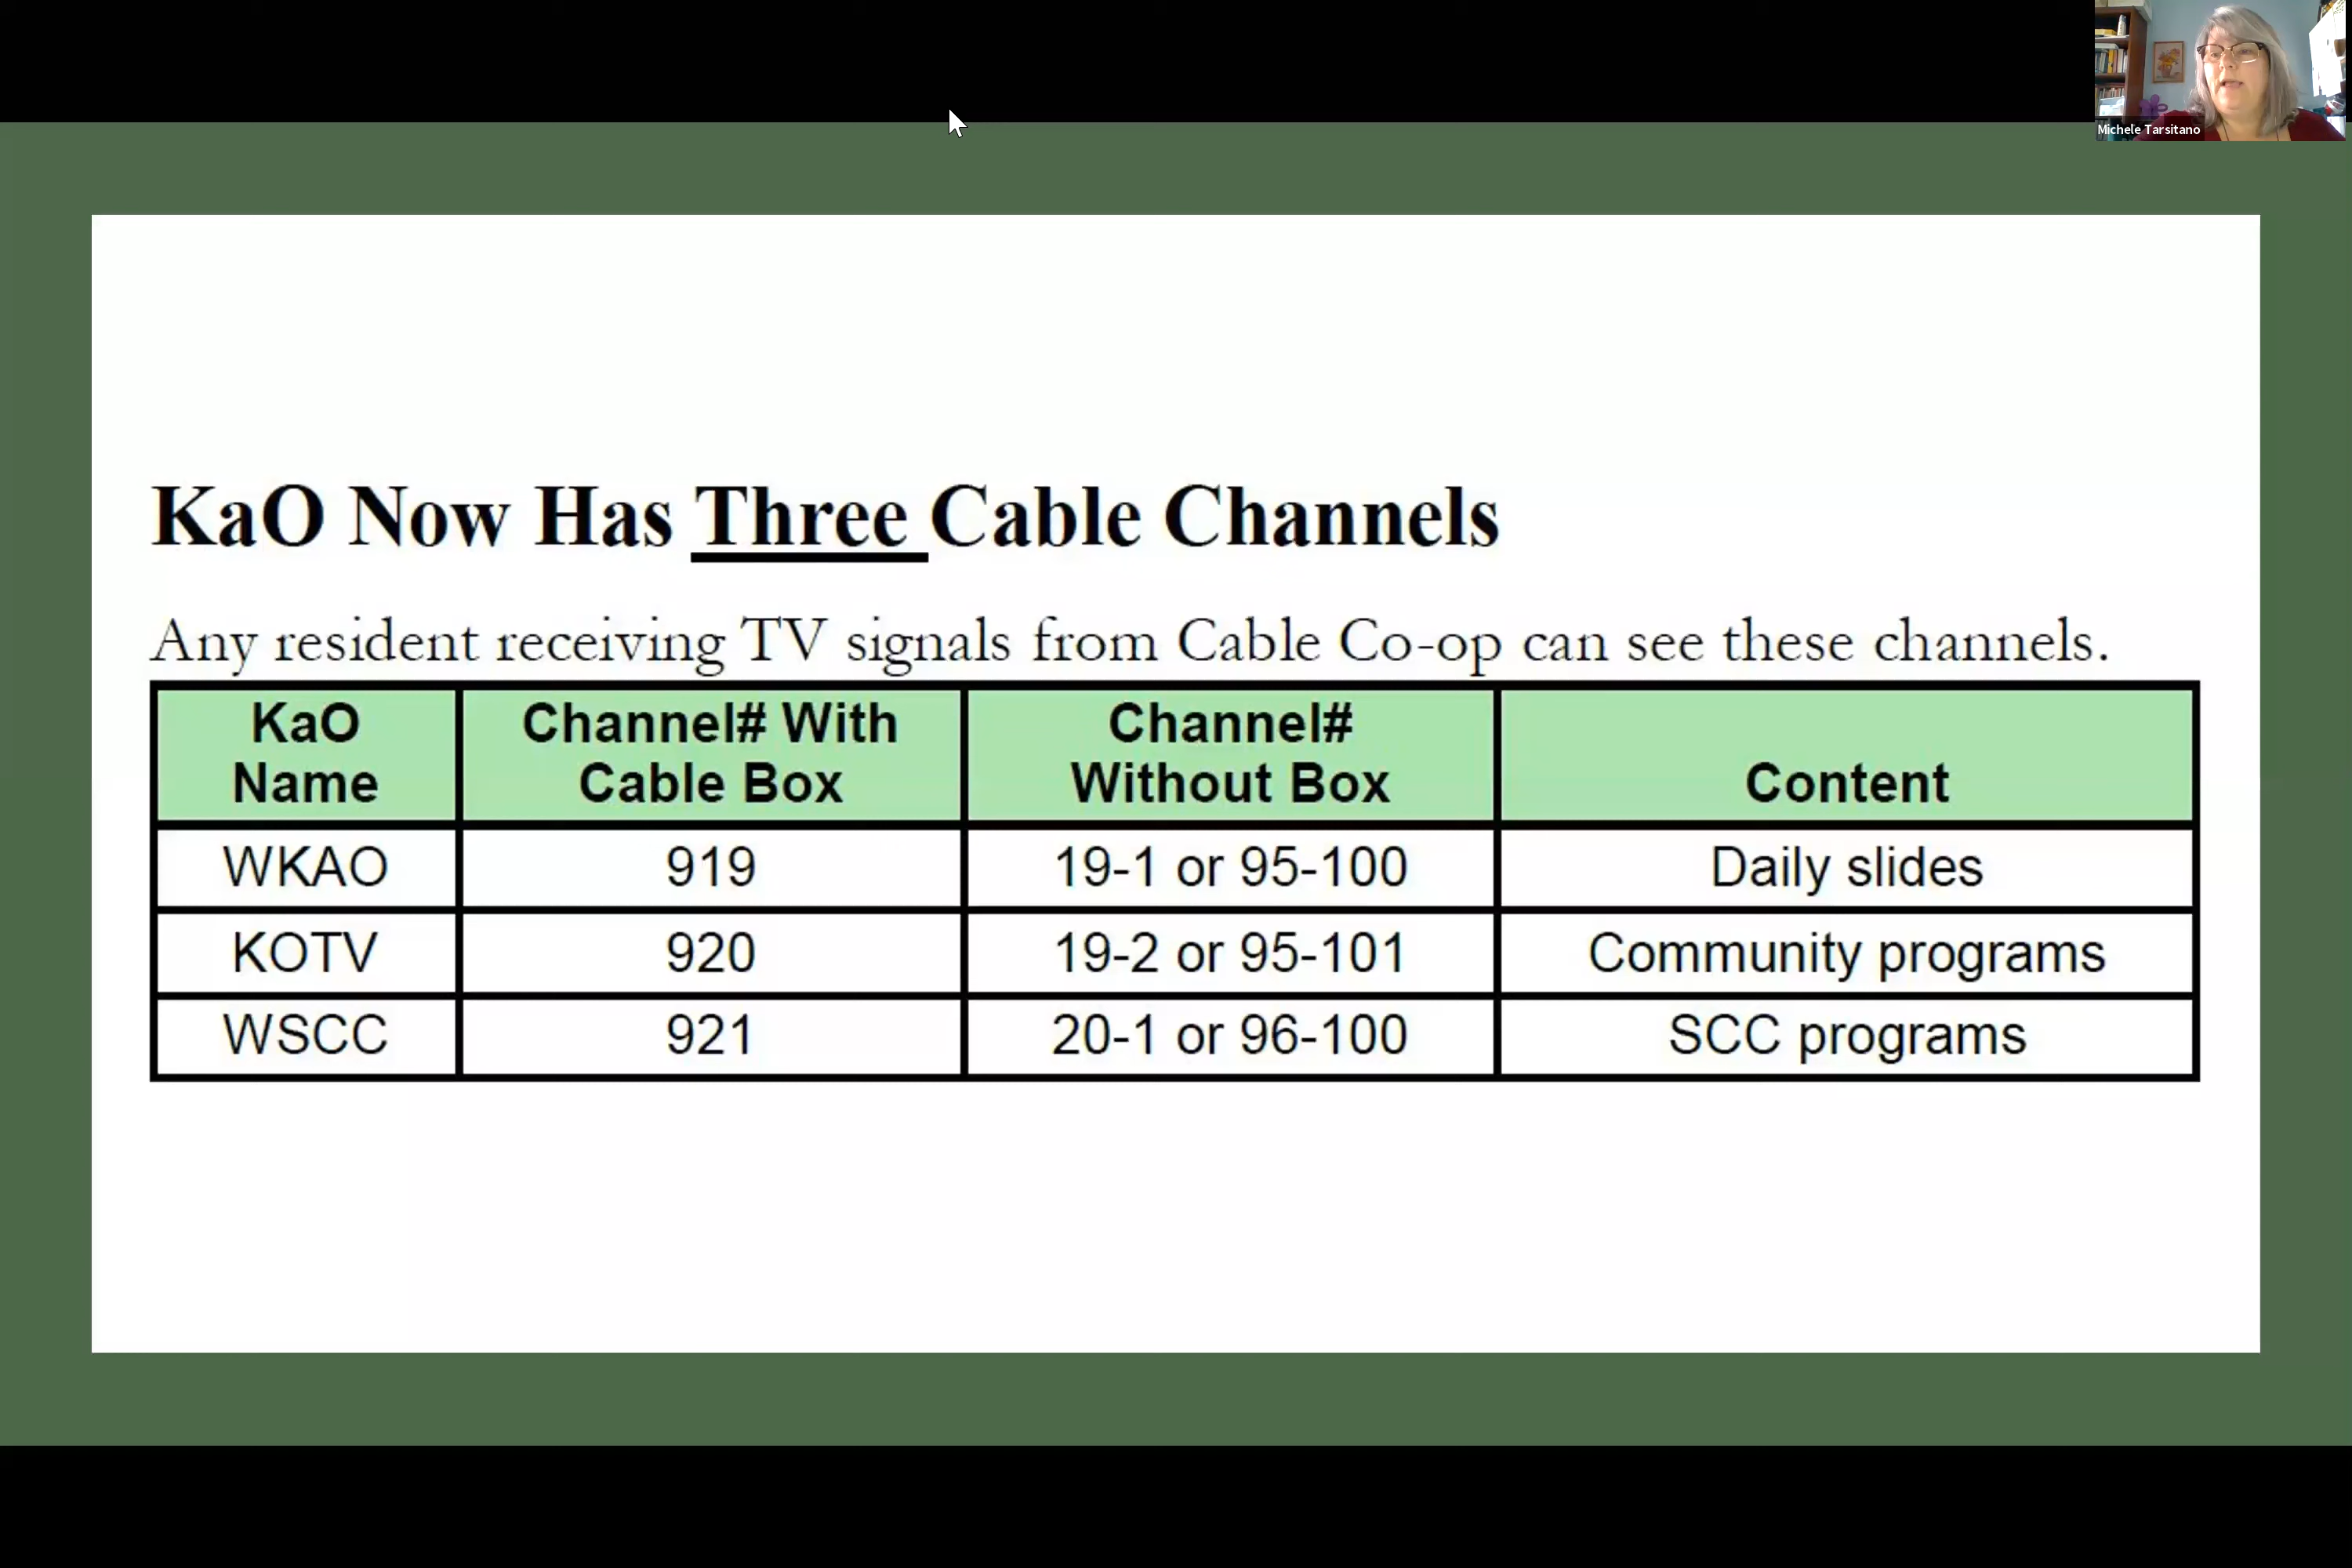 Michele Tarsitano
KaO Now Has Three Cable Channels
Any resident receiving TV signals from Cable Co-op can see these channels.
KaO Name Channel# With Cable Box Channel# Without Box Content
WKAO 919 19-1 or 95-100 Daily slides
KOTV 920 19-2 or 95-101 Community programs
WSCC 921 20-1 or 96-100 SCC programs